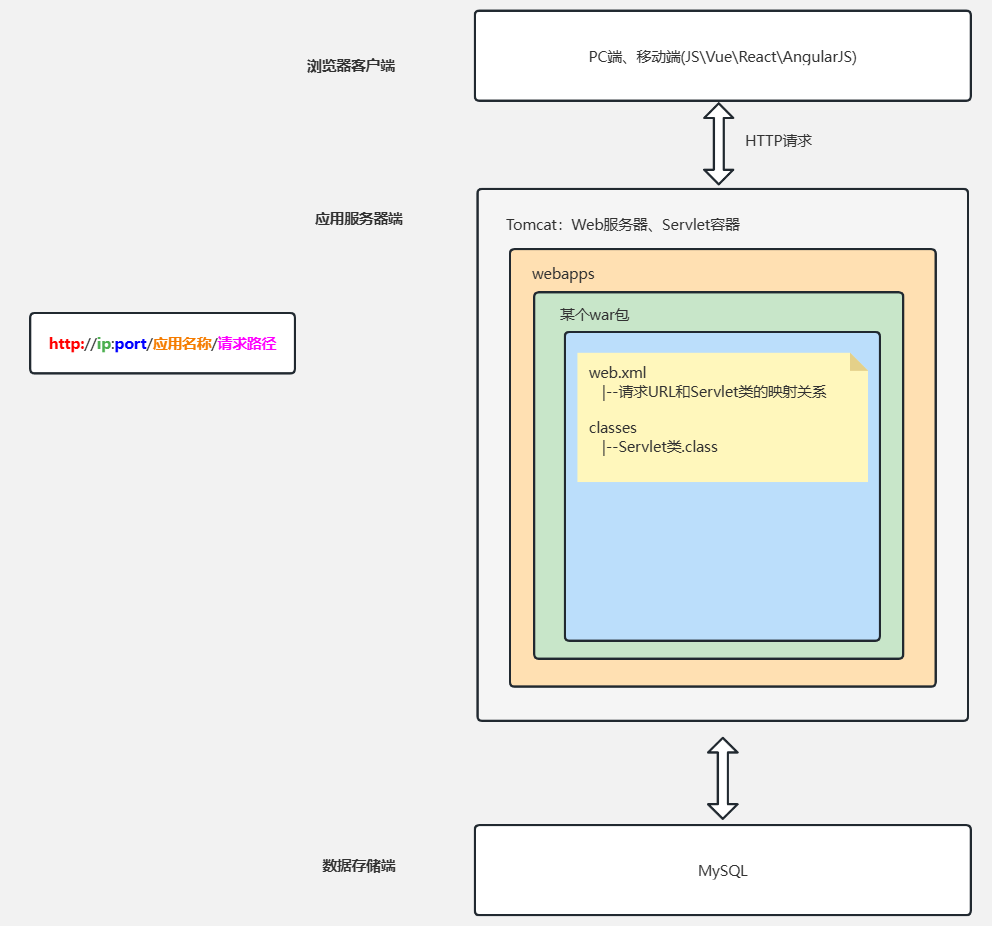 PC端、移动端(JS\Vue\React\AngularJS)
浏览器客户端
HTTP请求
应用服务器端
Tomcat：Web服务器、Servlet容器
webapps
某个war包
http://ip:port/应用名称/请求路径
web.xml
|--请求URL和Servlet类的映射关系
classes
|--Servlet类.class
数据存储端
MySQL